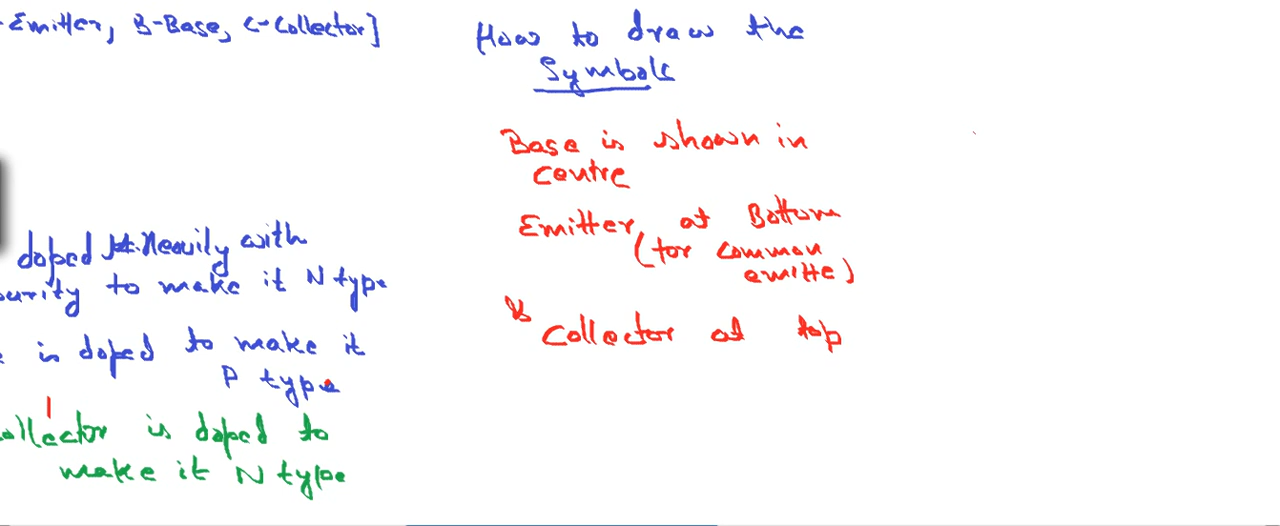 Emitter, B-Base, C-Collector]
doped Heavily with
urity to make it N type
is doped to make it
P type
ollector is doped to
make it N type
How to draw the
Symbols
Base is shown in
centre
Emitter at Bottom
(for common
emitte)
& Collector at top